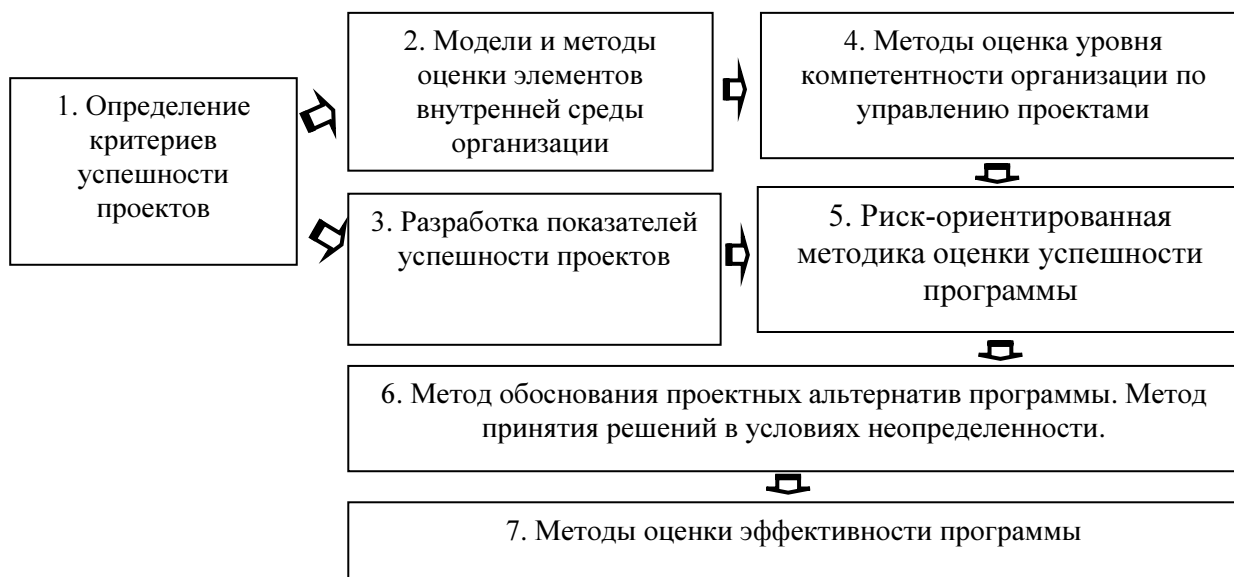 1. Определение
критериев
успешности
проектов
2. Модели и методы
оценки элементов
внутренней среды
организации
3. Разработка показателей
успешности проектов
4. Методы оценка уровня
компетентности организации по
управлению проектами
5. Риск-ориентированная
методика оценки успешности
программы
6. Метод обоснования проектных альтернатив программы. Метод
принятия решений в условиях неопределенности.
7. Методы оценки эффективности программы